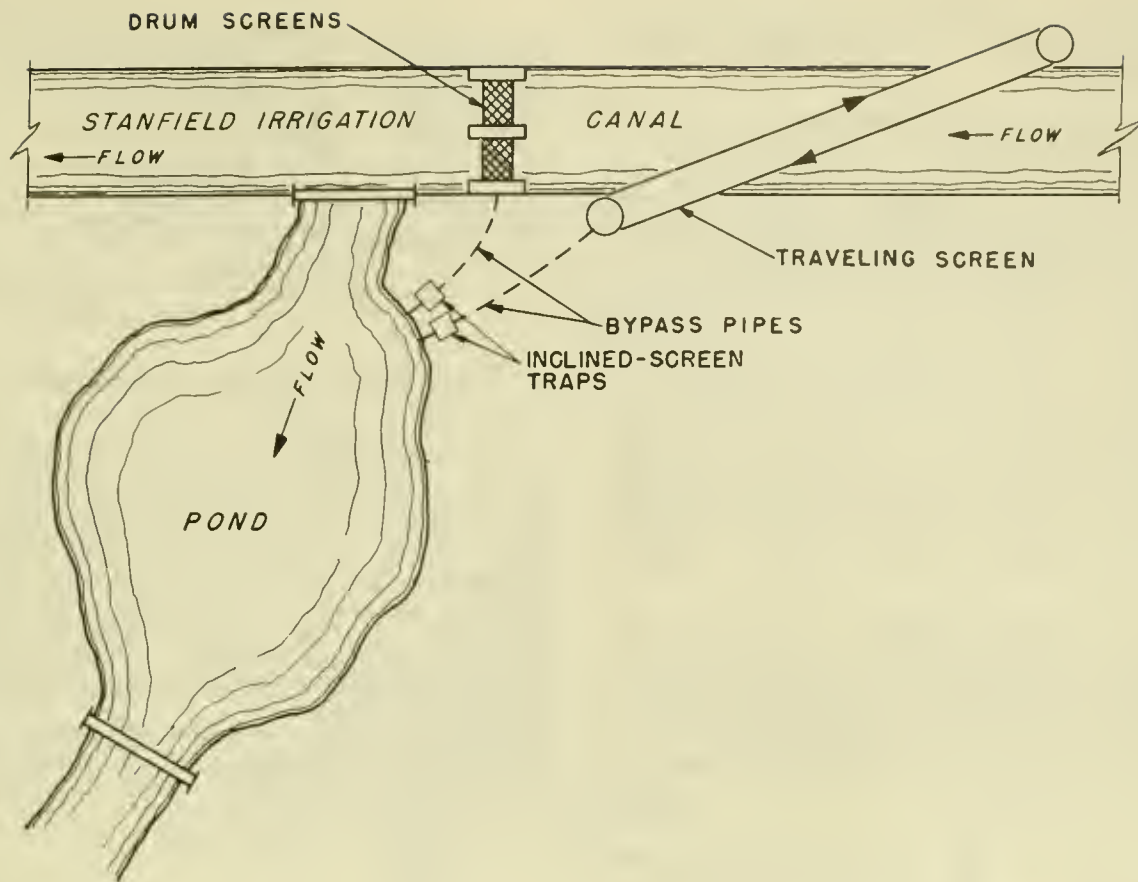 DRUM SCREENS
STANFIELD IRRIGATION CANAL
FLOW
FLOW
TRAVELING SCREEN
BYPASS PIPES
INCLINED-SCREEN
TRAPS
FLOW
POND